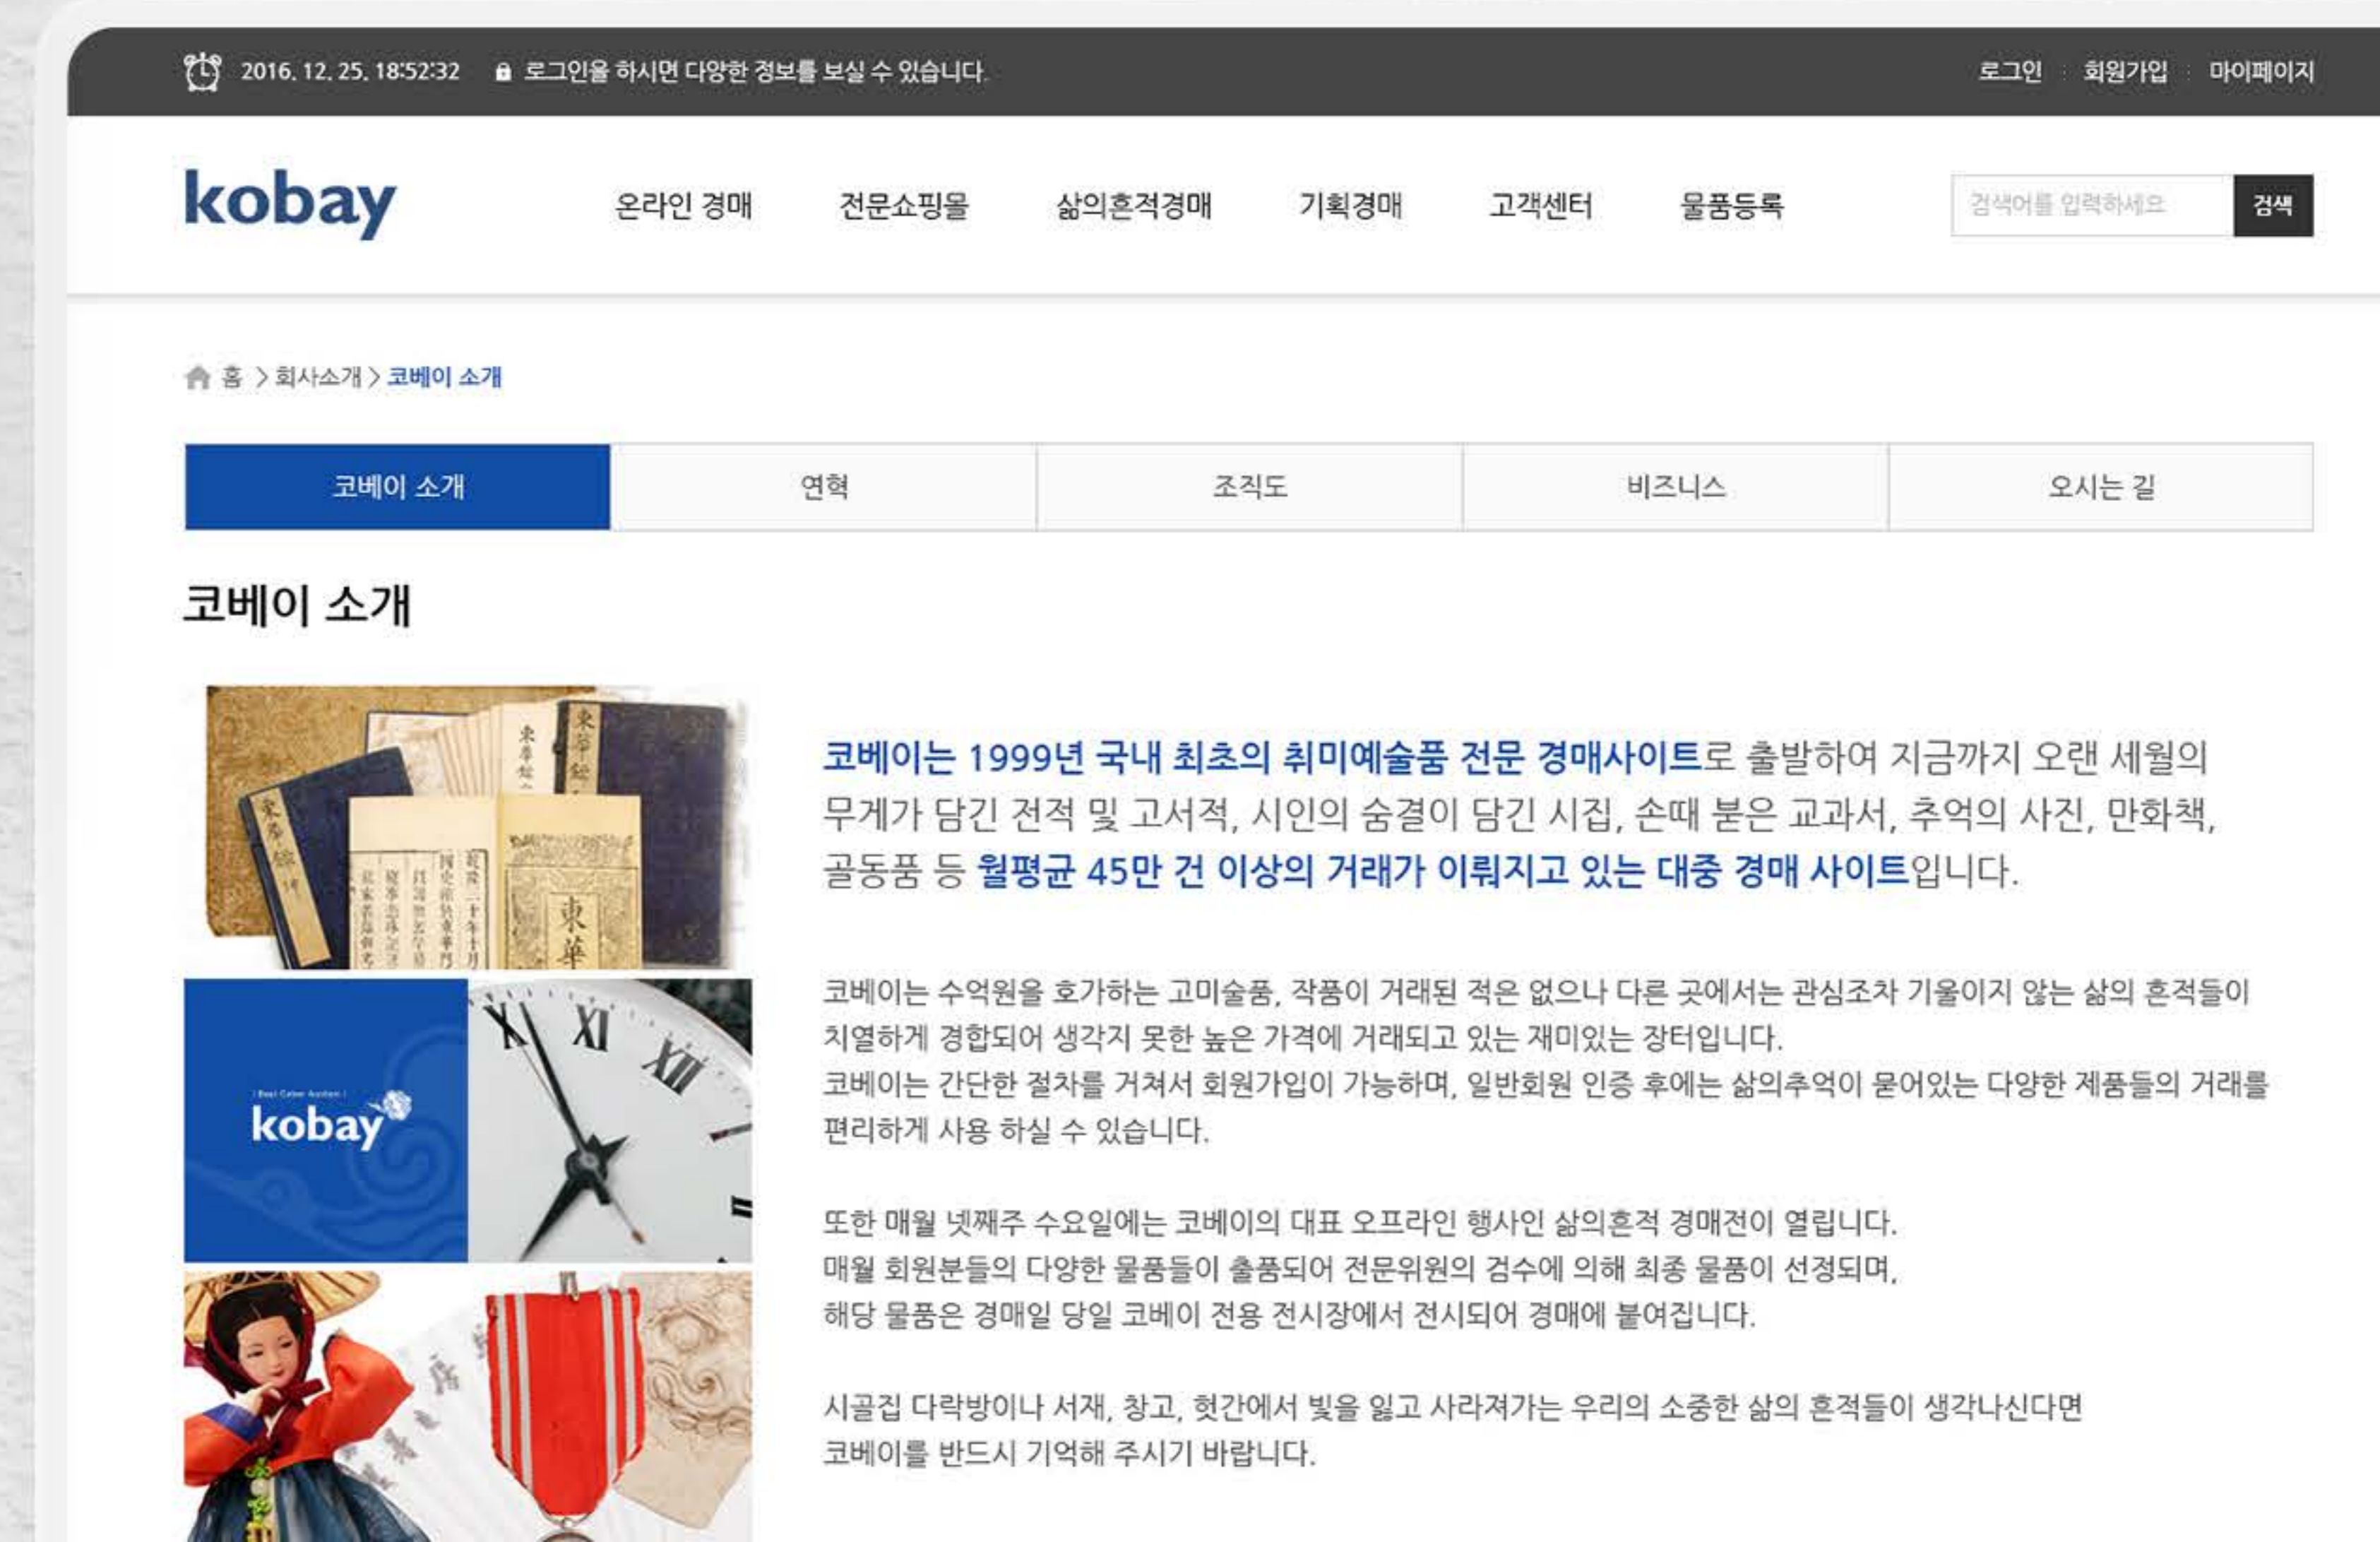 2016. 12. 25. 18:52:32 로그인을 하시면 다양한 정보를 보실 수 있습니다.
로그인 회원가입 마이페이지
kobay
온라인 경매 전문쇼핑몰 삶의흔적경매 기획경매 고객센터 물품등록
검색어를 입력하세요 검색
홈 > 회사소개 > 코베이 소개
코베이 소개 연혁 조직도 비즈니스 오시는 길
코베이 소개
코베이는 1999년 국내 최초의 취미예술품 전문 경매사이트로 출발하여 지금까지 오랜 세월의
무게가 담긴 전적 및 고서적, 시인의 숨결이 담긴 시집, 손때 묻은 교과서, 추억의 사진, 만화책,
골동품 등 월평균 45만 건 이상의 거래가 이뤄지고 있는 대중 경매 사이트입니다.
코베이는 수억원을 호가하는 고미술품, 작품이 거래된 적은 없으나 다른 곳에서는 관심조차 기울이지 않는 삶의 흔적들이
치열하게 경합되어 생각지 못한 높은 가격에 거래되고 있는 재미있는 장터입니다.
코베이는 간단한 절차를 거쳐서 회원가입이 가능하며, 일반회원 인증 후에는 삶의추억이 묻어있는 다양한 제품들의 거래를
편리하게 사용 하실 수 있습니다.
또한 매월 넷째주 수요일에는 코베이의 대표 오프라인 행사인 삶의흔적 경매전이 열립니다.
매월 회원분들의 다양한 물품들이 출품되어 전문위원의 검수에 의해 최종 물품이 선정되며,
해당 물품은 경매일 당일 코베이 전용 전시장에서 전시되어 경매에 붙여집니다.
시골집 다락방이나 서재, 창고, 헛간에서 빛을 잃고 사라져가는 우리의 소중한 삶의 흔적들이 생각나신다면
코베이를 반드시 기억해 주시기 바랍니다.
東華
kobay
X XI XII